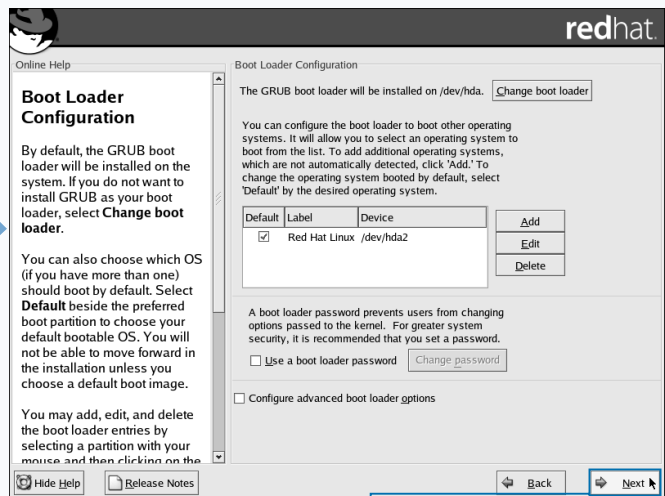 redhat.
Online Help
Boot Loader
Configuration
By default, the GRUB boot
loader will be installed on the
system. If you do not want to
install GRUB as your boot
loader, select Change boot
loader.
You can also choose which OS
(if you have more than one)
should boot by default. Select
Default beside the preferred
boot partition to choose your
default bootable OS. You will
not be able to move forward in
the installation unless you
choose a default boot image.
You may add, edit, and delete
the boot loader entries by
selecting a partition with your
mouse and then clicking on the
Boot Loader Configuration
The GRUB boot loader will be installed on /dev/hda. Change boot loader
You can configure the boot loader to boot other operating
systems. It will allow you to select an operating system to
boot from the list. To add additional operating systems,
which are not automatically detected, click 'Add.' To
change the operating system booted by default, select
'Default' by the desired operating system.
Default Label Device
Red Hat Linux /dev/hda2
Add
Edit
Delete
A boot loader password prevents users from changing
options passed to the kernel. For greater system
security, it is recommended that you set a password.
Use a boot loader password Change password
Configure advanced boot loader options
Hide Help Release Notes Back Next